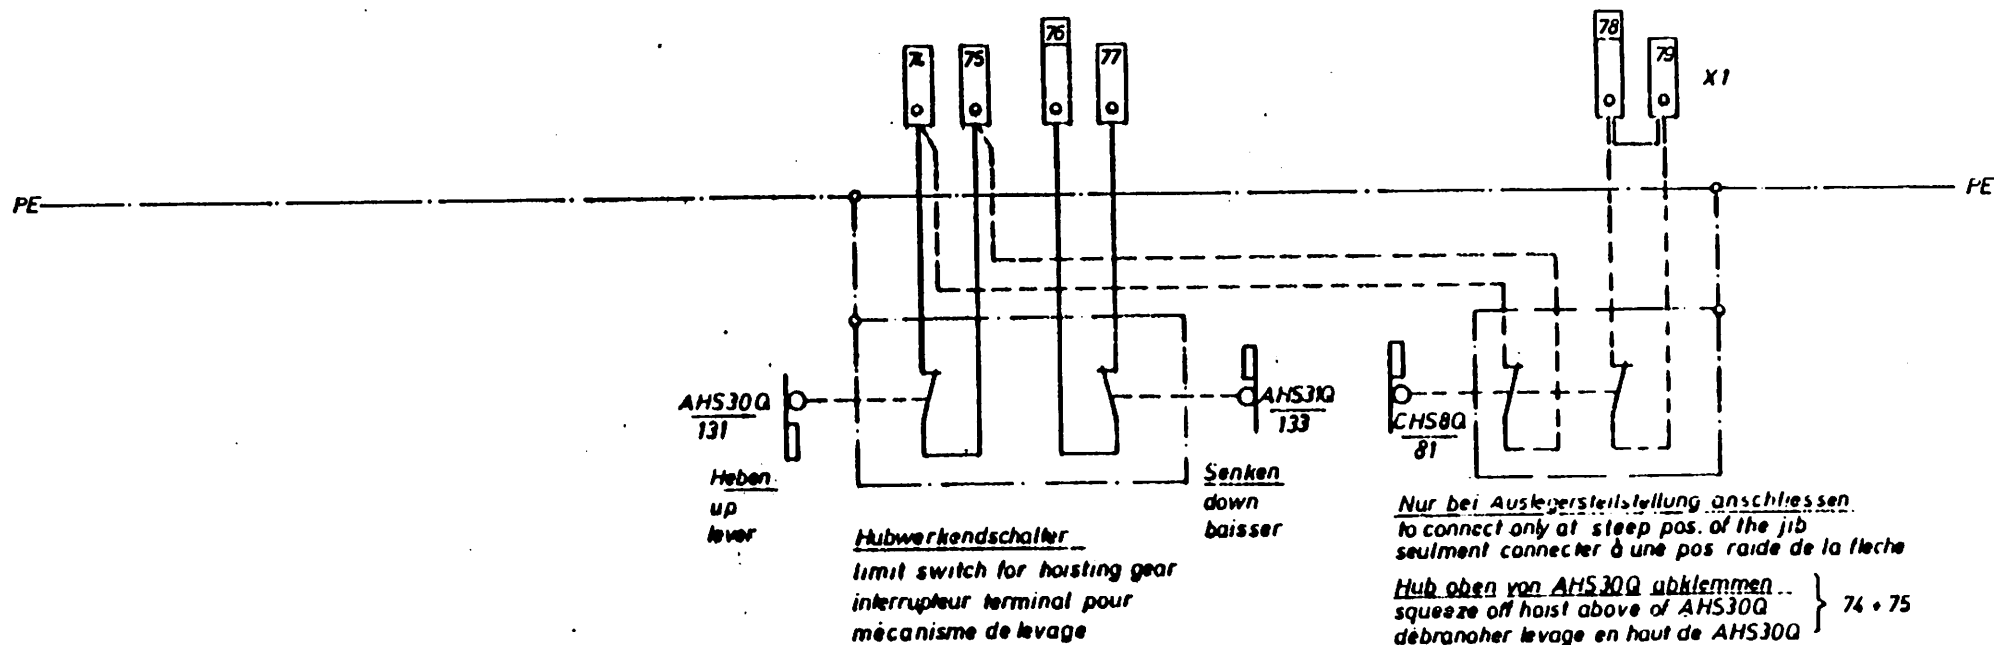 74
75
76
77
78
79
X1
PE
PE
AHS30Q
131
Heben
up
lever
AHS31Q
133
Senken
down
baisser
CHS8Q
81
Hubwerkendschalter
limit switch for hoisting gear
interrupteur terminal pour
mécanisme de levage
Nur bei Auslegersteilstellung anschliessen
to connect only at steep pos. of the jib
seulment connecter à une pos raide de la fleche
Hub oben von AHS30Q abklemmen
squeeze off hoist above of AHS30Q
débrancher levage en haut de AHS30Q
74 + 75